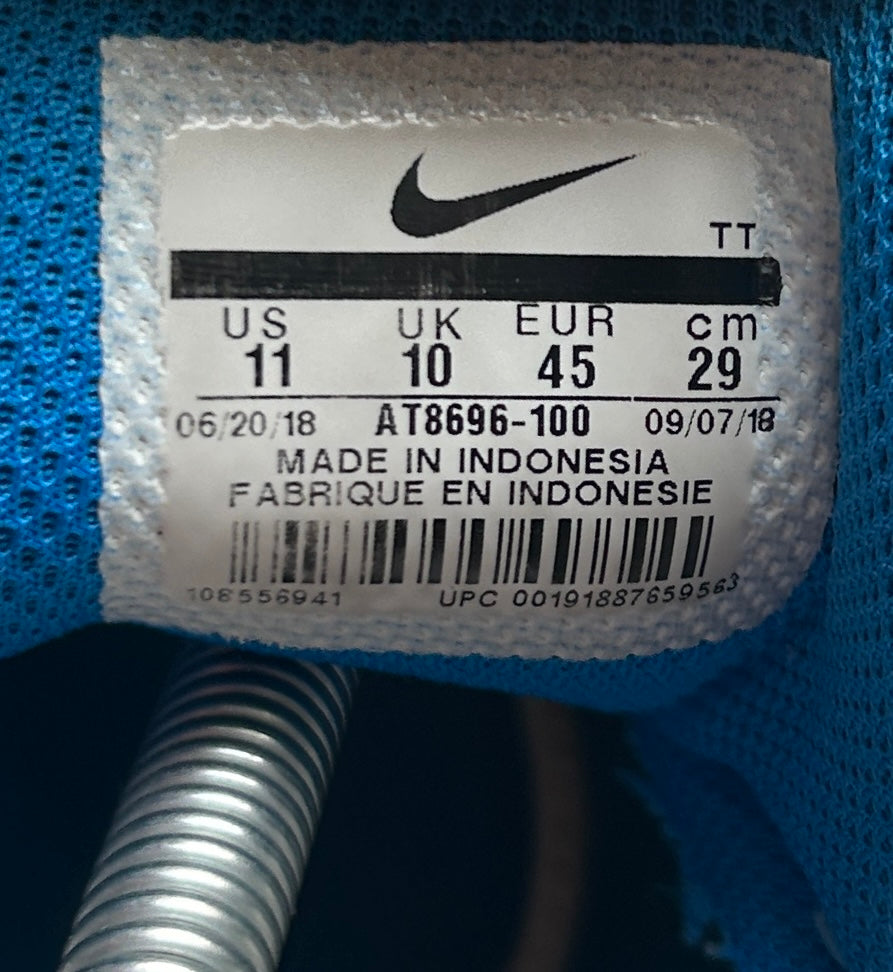 TT
US UK EUR cm
11 10 45 29
06/20/18 AT8696-100 09/07/18
MADE IN INDONESIA
FABRIQUE EN INDONESIE
108556941 UPC 00191887659563